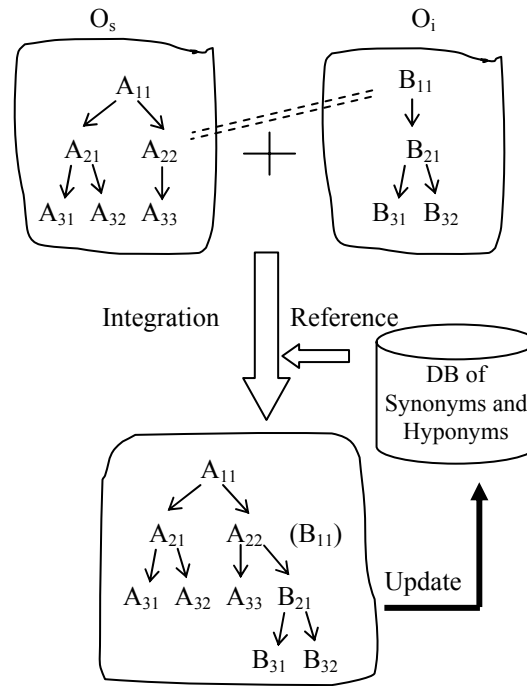 Oₛ Oᵢ
A₁₁ B₁₁
A₂₁ A₂₂ B₂₁
A₃₁ A₃₂ A₃₃ B₃₁ B₃₂
Integration Reference
DB of
Synonyms and
Hyponyms
A₁₁
A₂₁ A₂₂ (B₁₁)
A₃₁ A₃₂ A₃₃ B₂₁
Update
B₃₁ B₃₂